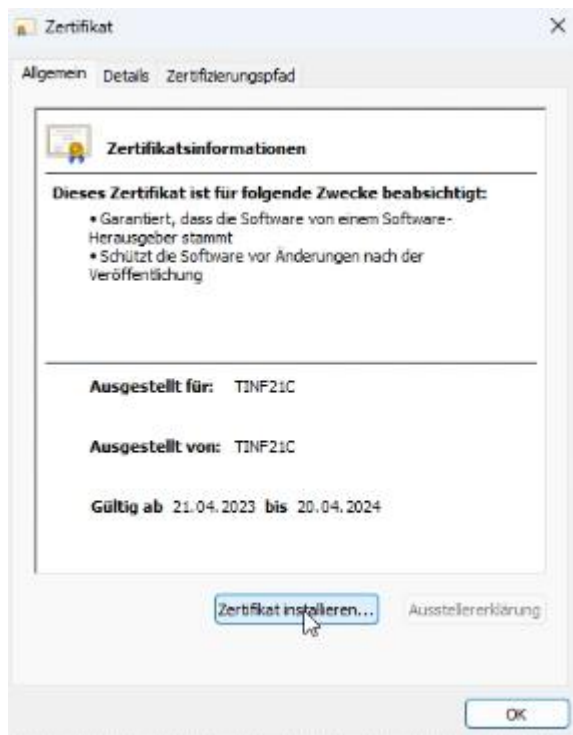 Zertifikat
Allgemein Details Zertifizierungspfad
Zertifikatsinformationen
Dieses Zertifikat ist für folgende Zwecke beabsichtigt:
• Garantiert, dass die Software von einem Software-
Herausgeber stammt
• Schützt die Software vor Änderungen nach der
Veröffentlichung
Ausgestellt für: TINF21C
Ausgestellt von: TINF21C
Gültig ab 21.04.2023 bis 20.04.2024
Zertifikat installieren... Ausstellererklärung
OK